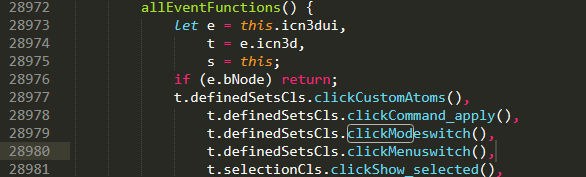 28972 allEventFunctions() {
28973 let e = this.icn3dui,
28974 t = e.icn3d,
28975 s = this;
28976 if (e.bNode) return;
28977 t.definedSetsCls.clickCustomAtoms(),
28978 t.definedSetsCls.clickCommand_apply(),
28979 t.definedSetsCls.clickModeswitch(),
28980 t.definedSetsCls.clickMenuswitch(),
28981 t.selectionCls.clickShow_selected(),